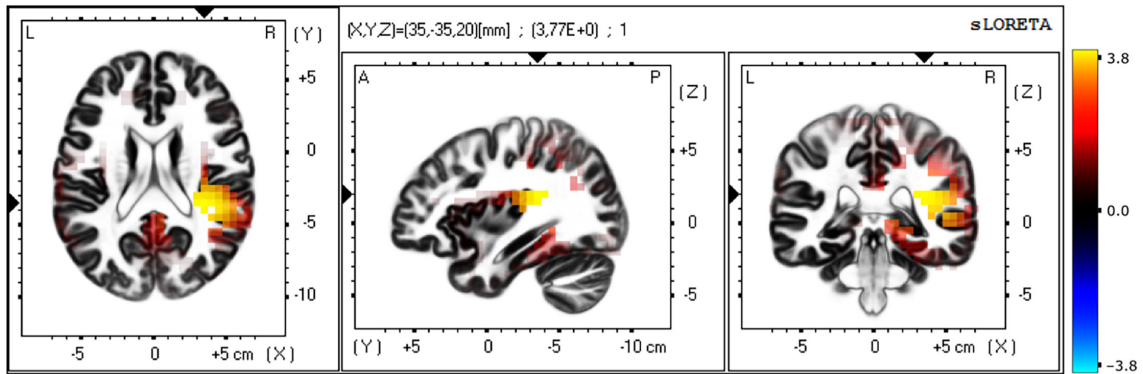 (X,Y,Z)=(35,-35,20)[mm] ; (3,77E+0) ; 1
sLORETA
L R (Y)
+5
0
-5
-10
-5 0 +5 cm (X)
A P (Z)
+5
0
-5
(Y) +5 0 -5 -10 cm
L R (Z)
+5
0
-5
-5 0 +5 cm (X)
3.8
0.0
−3.8